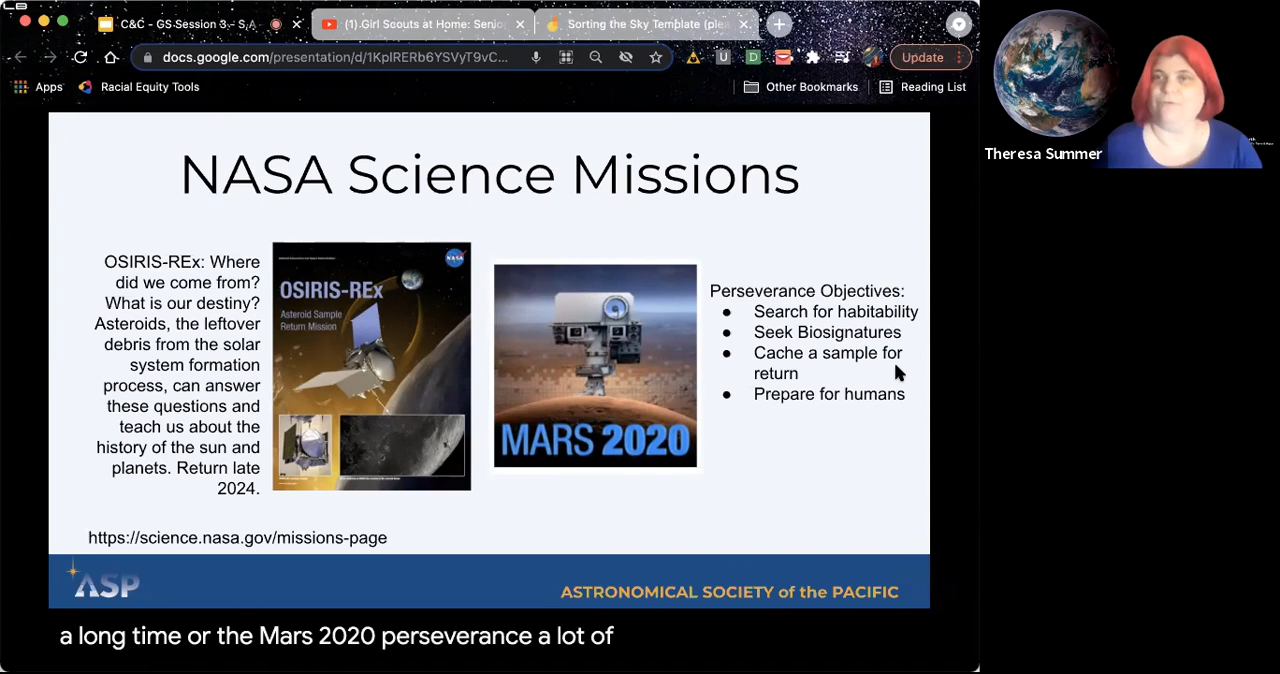 C&C - GS Session 3 - S.A
(1) Girl Scouts at Home: Senio
Sorting the Sky Template (plea
docs.google.com/presentation/d/1KplRERb6YSVyT9vC...
Update
Apps
Racial Equity Tools
Other Bookmarks
Reading List
Theresa Summer
NASA Science Missions
OSIRIS-REx: Where
did we come from?
What is our destiny?
Asteroids, the leftover
debris from the solar
system formation
process, can answer
these questions and
teach us about the
history of the sun and
planets. Return late
2024.
NASA
OSIRIS-REx
Asteroid Sample
Return Mission
MARS 2020
Perseverance Objectives:
● Search for habitability
● Seek Biosignatures
● Cache a sample for
return
● Prepare for humans
https://science.nasa.gov/missions-page
ASP
ASTRONOMICAL SOCIETY of the PACIFIC
a long time or the Mars 2020 perseverance a lot of